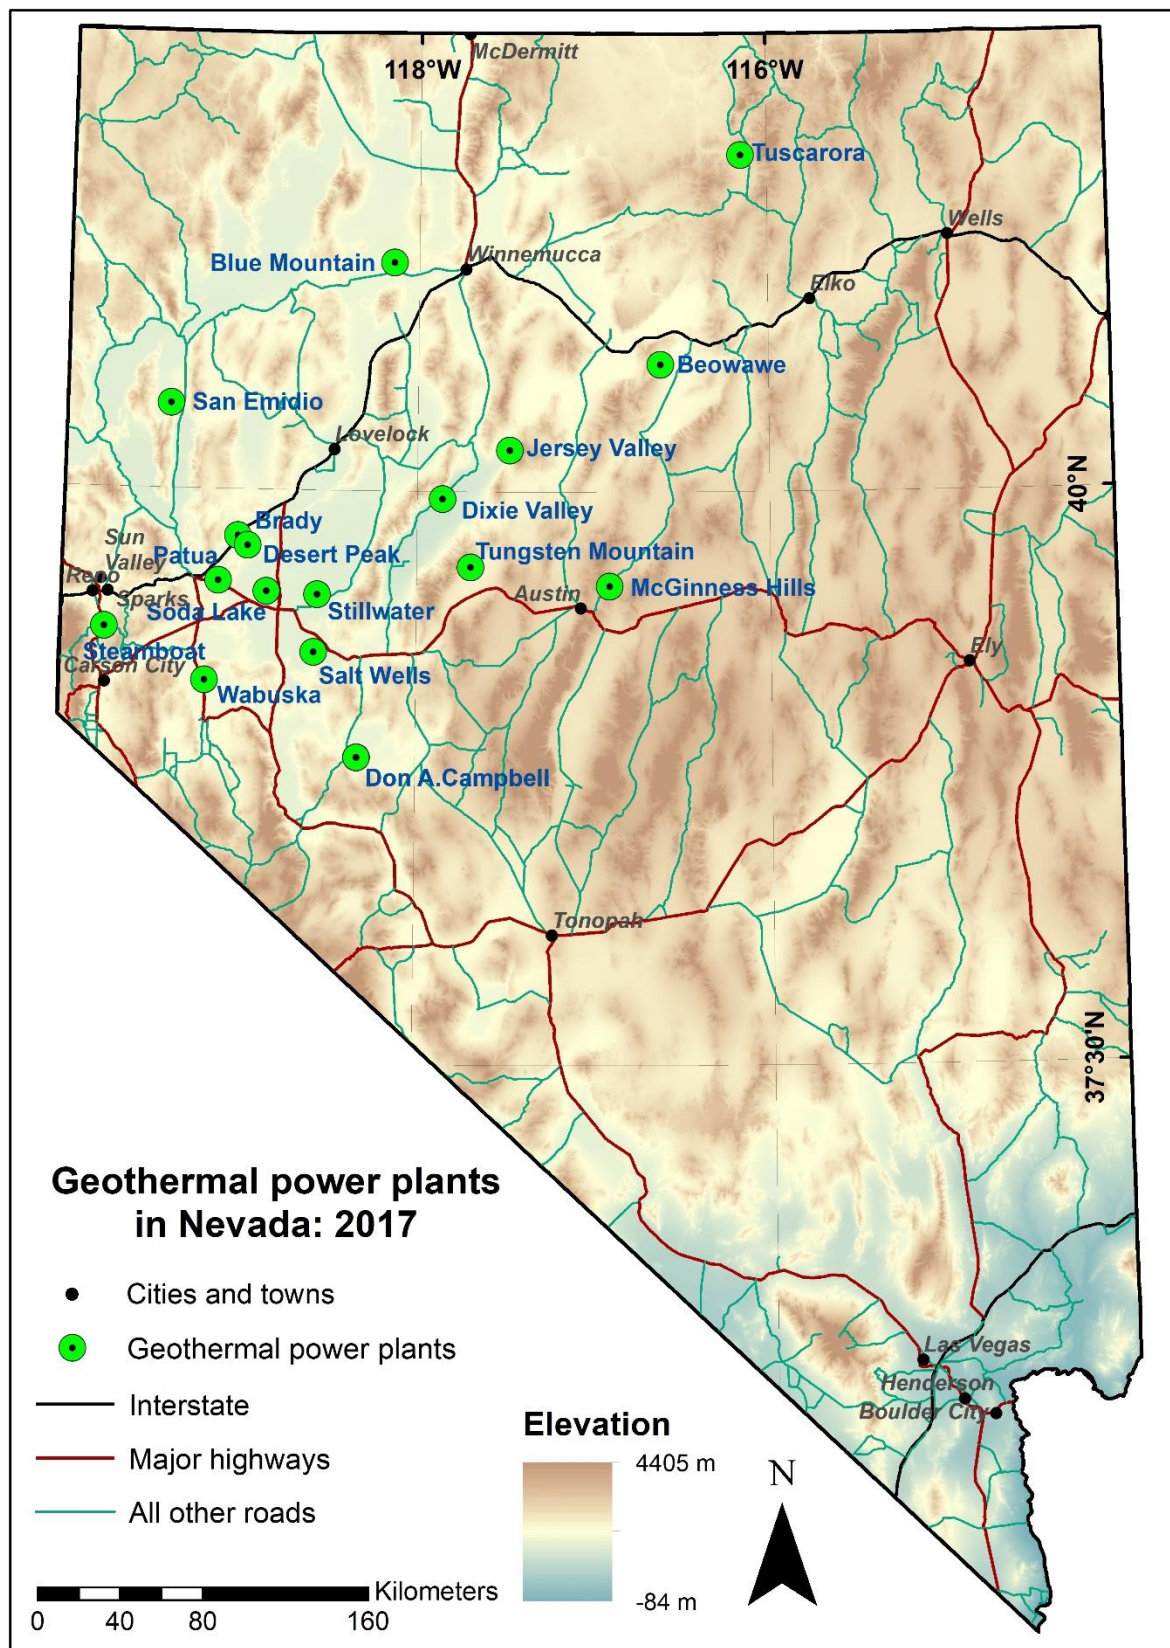 McDermitt
118°W
116°W
Tuscarora
Wells
Winnemucca
Blue Mountain
Elko
Beowawe
San Emidio
Lovelock
Jersey Valley
40°N
Dixie Valley
Brady
Sun
Valley
Patua
Desert Peak
Tungsten Mountain
Reno
Sparks
Soda Lake
Stillwater
Austin
McGinness Hills
Steamboat
Carson City
Salt Wells
Ely
Wabuska
Don A.Campbell
Tonopah
37°30'N
Geothermal power plants
in Nevada: 2017
Cities and towns
Geothermal power plants
Interstate
Major highways
All other roads
Kilometers
0 40 80 160
Elevation
4405 m
-84 m
N
Las Vegas
Henderson
Boulder City